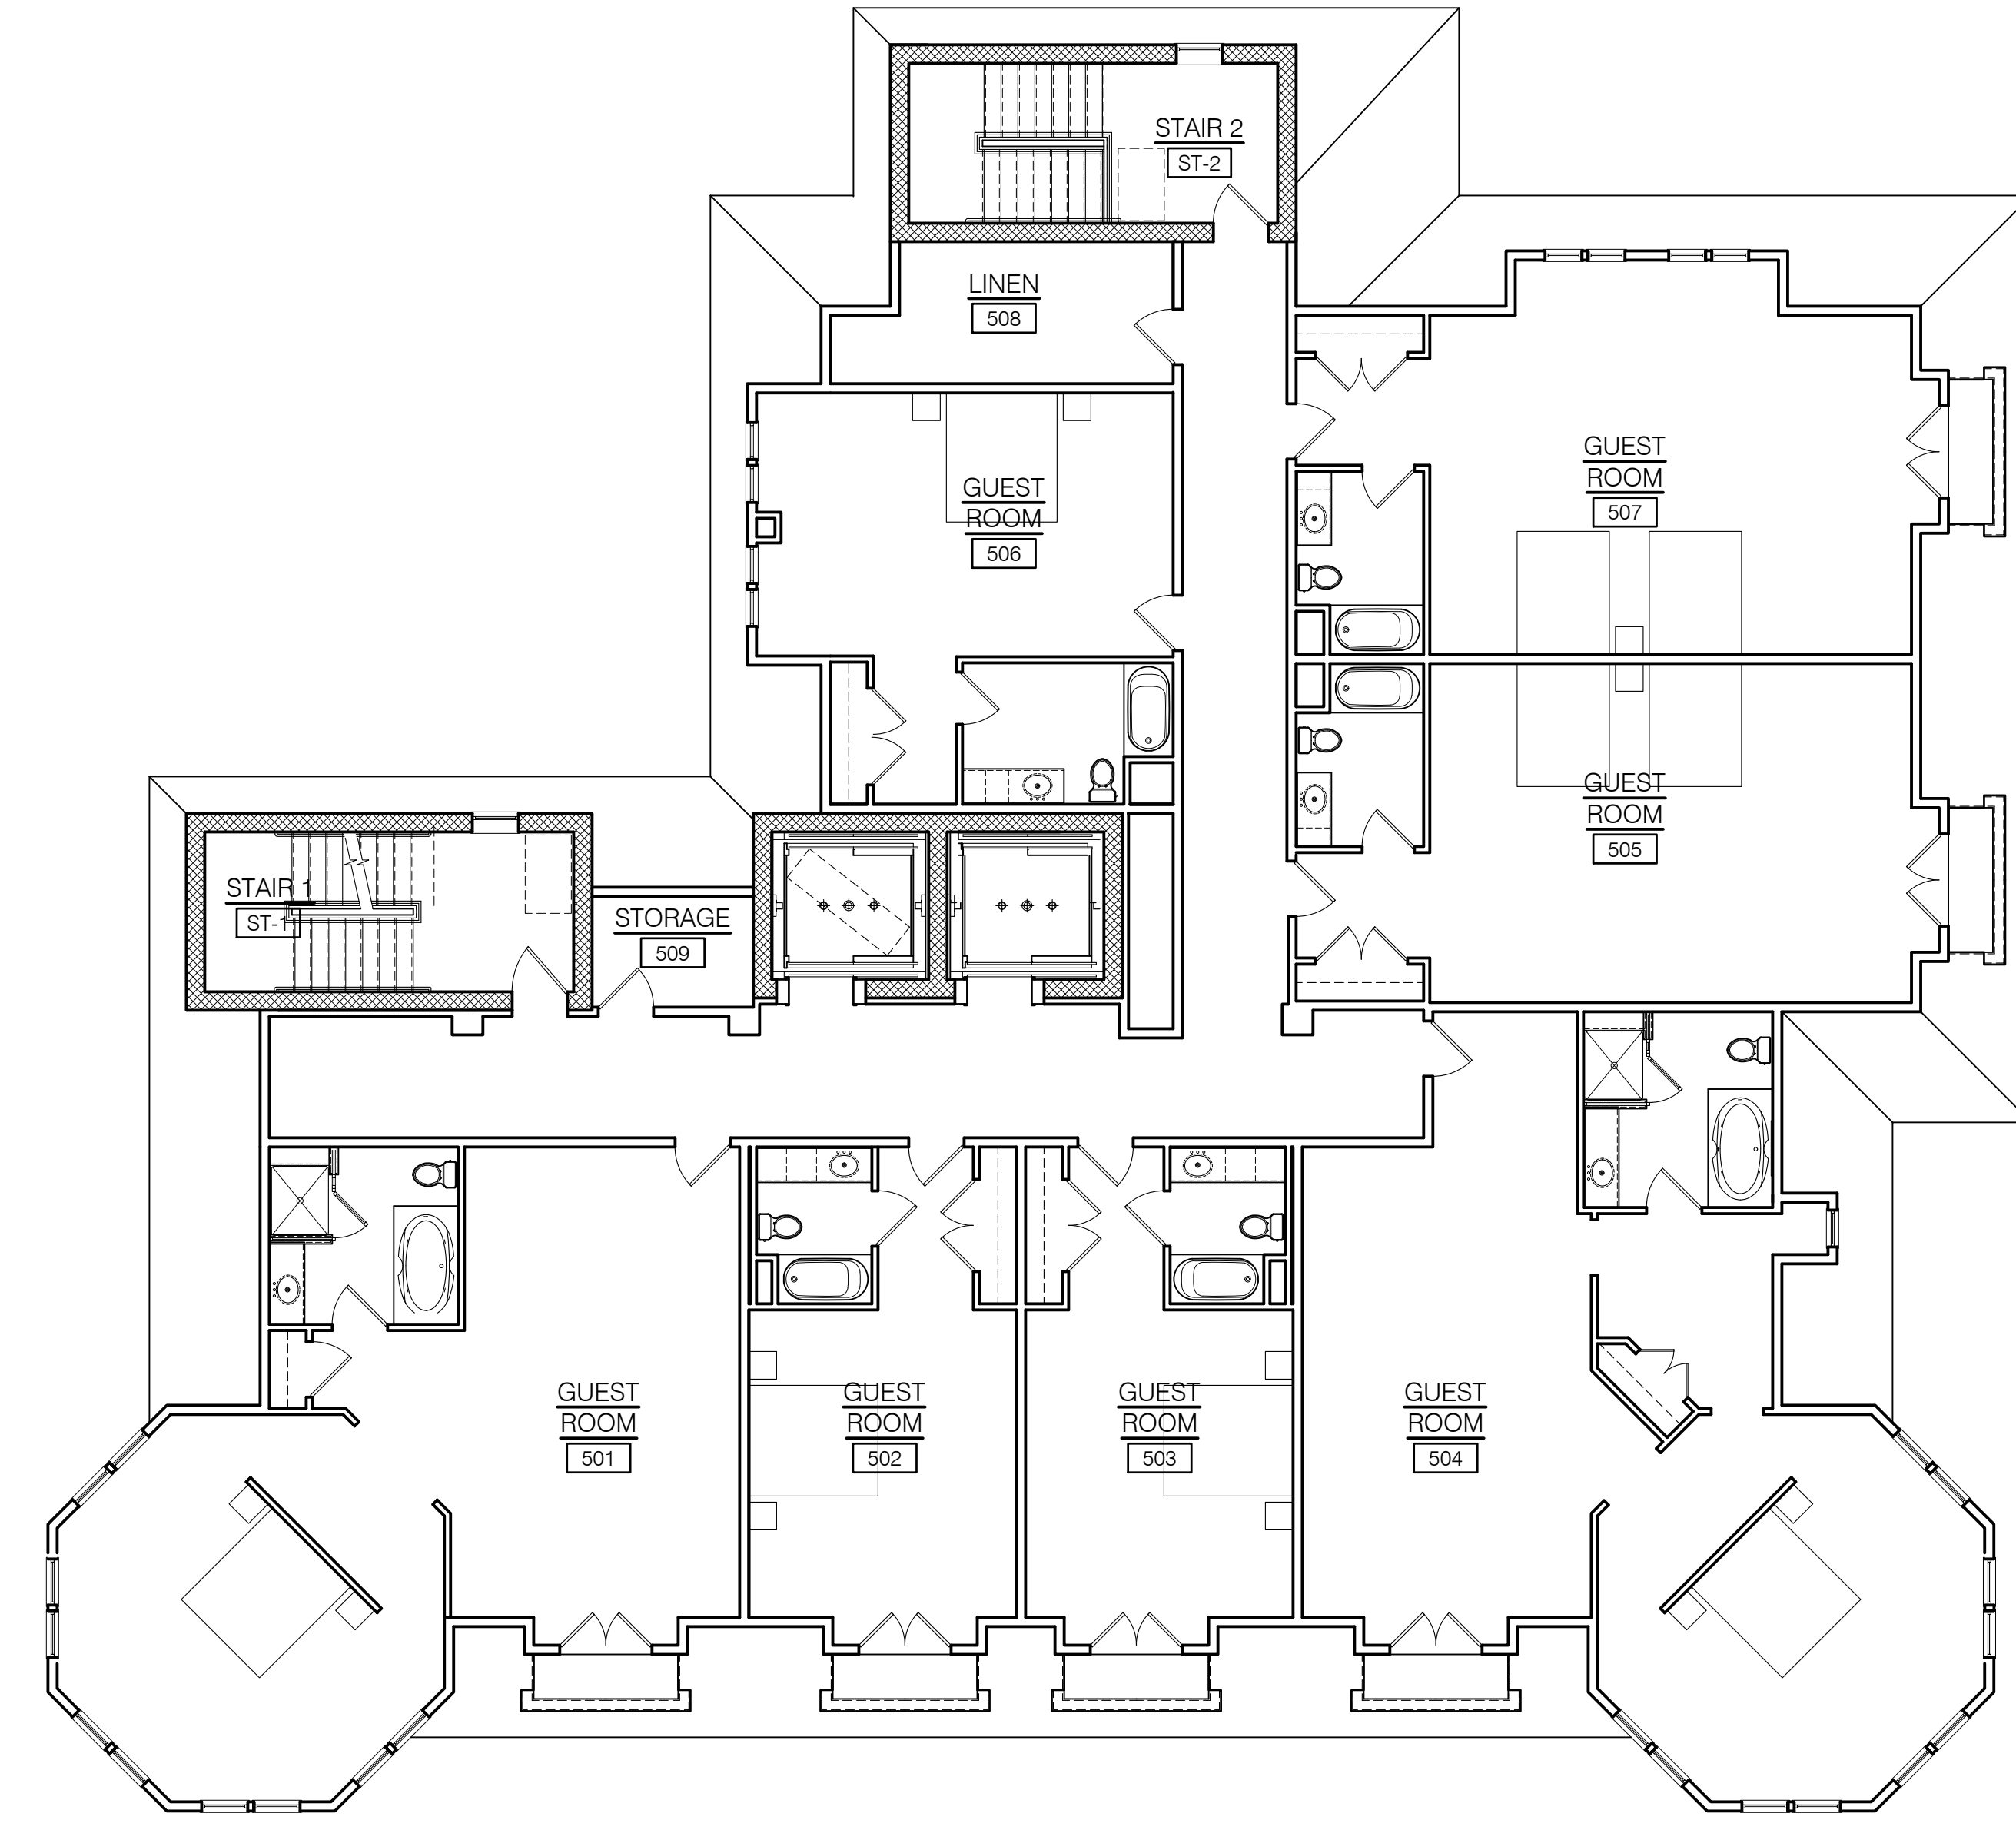 STAIR 2
ST-2
LINEN
508
GUEST
ROOM
507
GUEST
ROOM
506
GUEST
ROOM
505
STAIR 1
ST-1
STORAGE
509
GUEST
ROOM
501
GUEST
ROOM
502
GUEST
ROOM
503
GUEST
ROOM
504